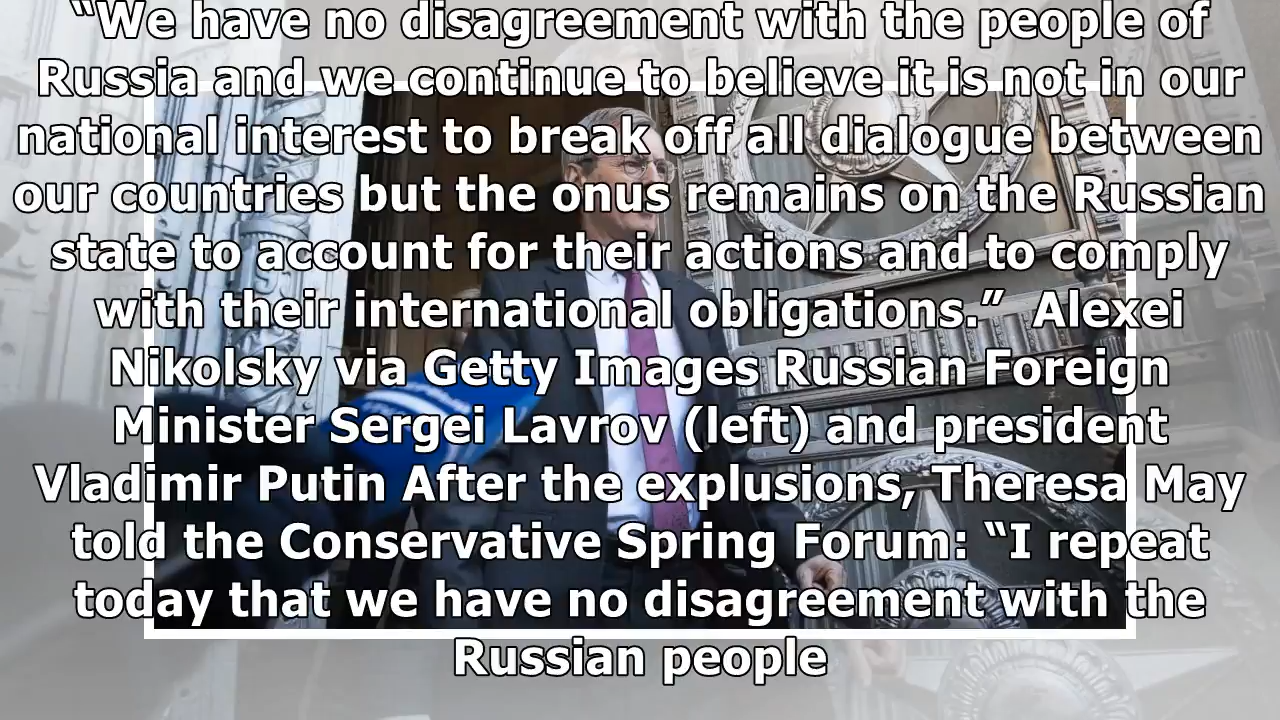 “We have no disagreement with the people of
Russia and we continue to believe it is not in our
national interest to break off all dialogue between
our countries but the onus remains on the Russian
state to account for their actions and to comply
with their international obligations.” Alexei
Nikolsky via Getty Images Russian Foreign
Minister Sergei Lavrov (left) and president
Vladimir Putin After the explusions, Theresa May
told the Conservative Spring Forum: “I repeat
today that we have no disagreement with the
Russian people